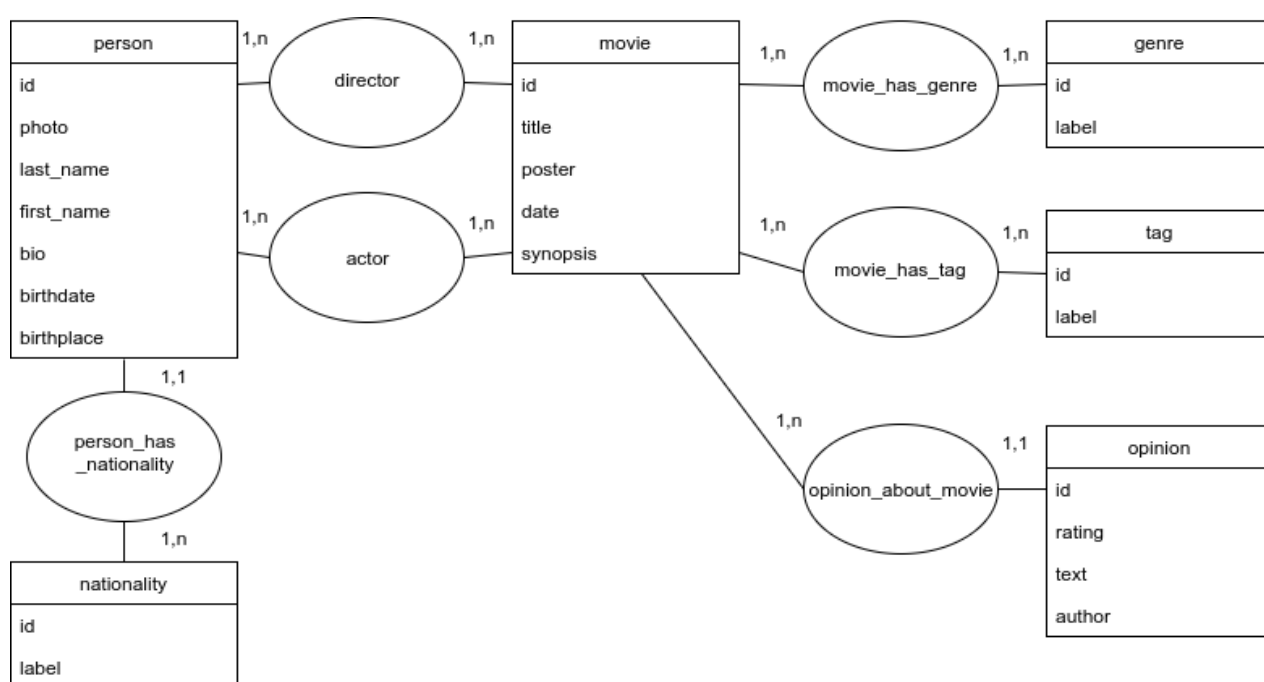 person
id
photo
last_name
first_name
bio
birthdate
birthplace
1,n
director
1,n
1,n
actor
1,n
movie
id
title
poster
date
synopsis
1,n
movie_has_genre
1,n
genre
id
label
1,n
movie_has_tag
1,n
tag
id
label
1,n
opinion_about_movie
1,1
opinion
id
rating
text
author
1,1
person_has
_nationality
1,n
nationality
id
label